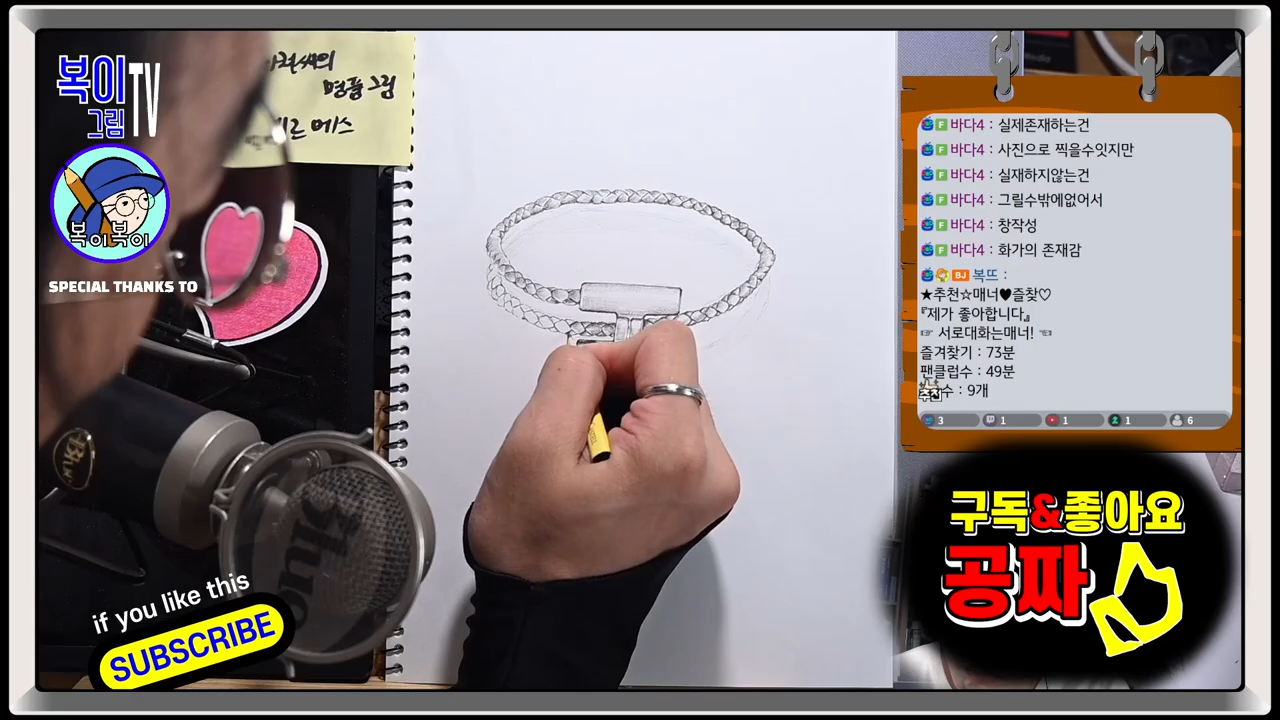 복이
그림
TV
복이복이
SPECIAL THANKS TO
명품그림
메스
Blue
if you like this
SUBSCRIBE
F 바다4 : 실제존재하는건
F 바다4 : 사진으로 찍을수잇지만
F 바다4 : 실재하지않는건
F 바다4 : 그릴수밖에없어서
F 바다4 : 창작성
F 바다4 : 화가의 존재감
BJ 복뜨 :
★추천☆매너♥즐찾♡
『제가 좋아합니다』
☞ 서로대화는매너! ☜
즐겨찾기 : 73분
팬클럽수 : 49분
추천수 : 9개
3 1 1 1 6
구독&좋아요
공짜